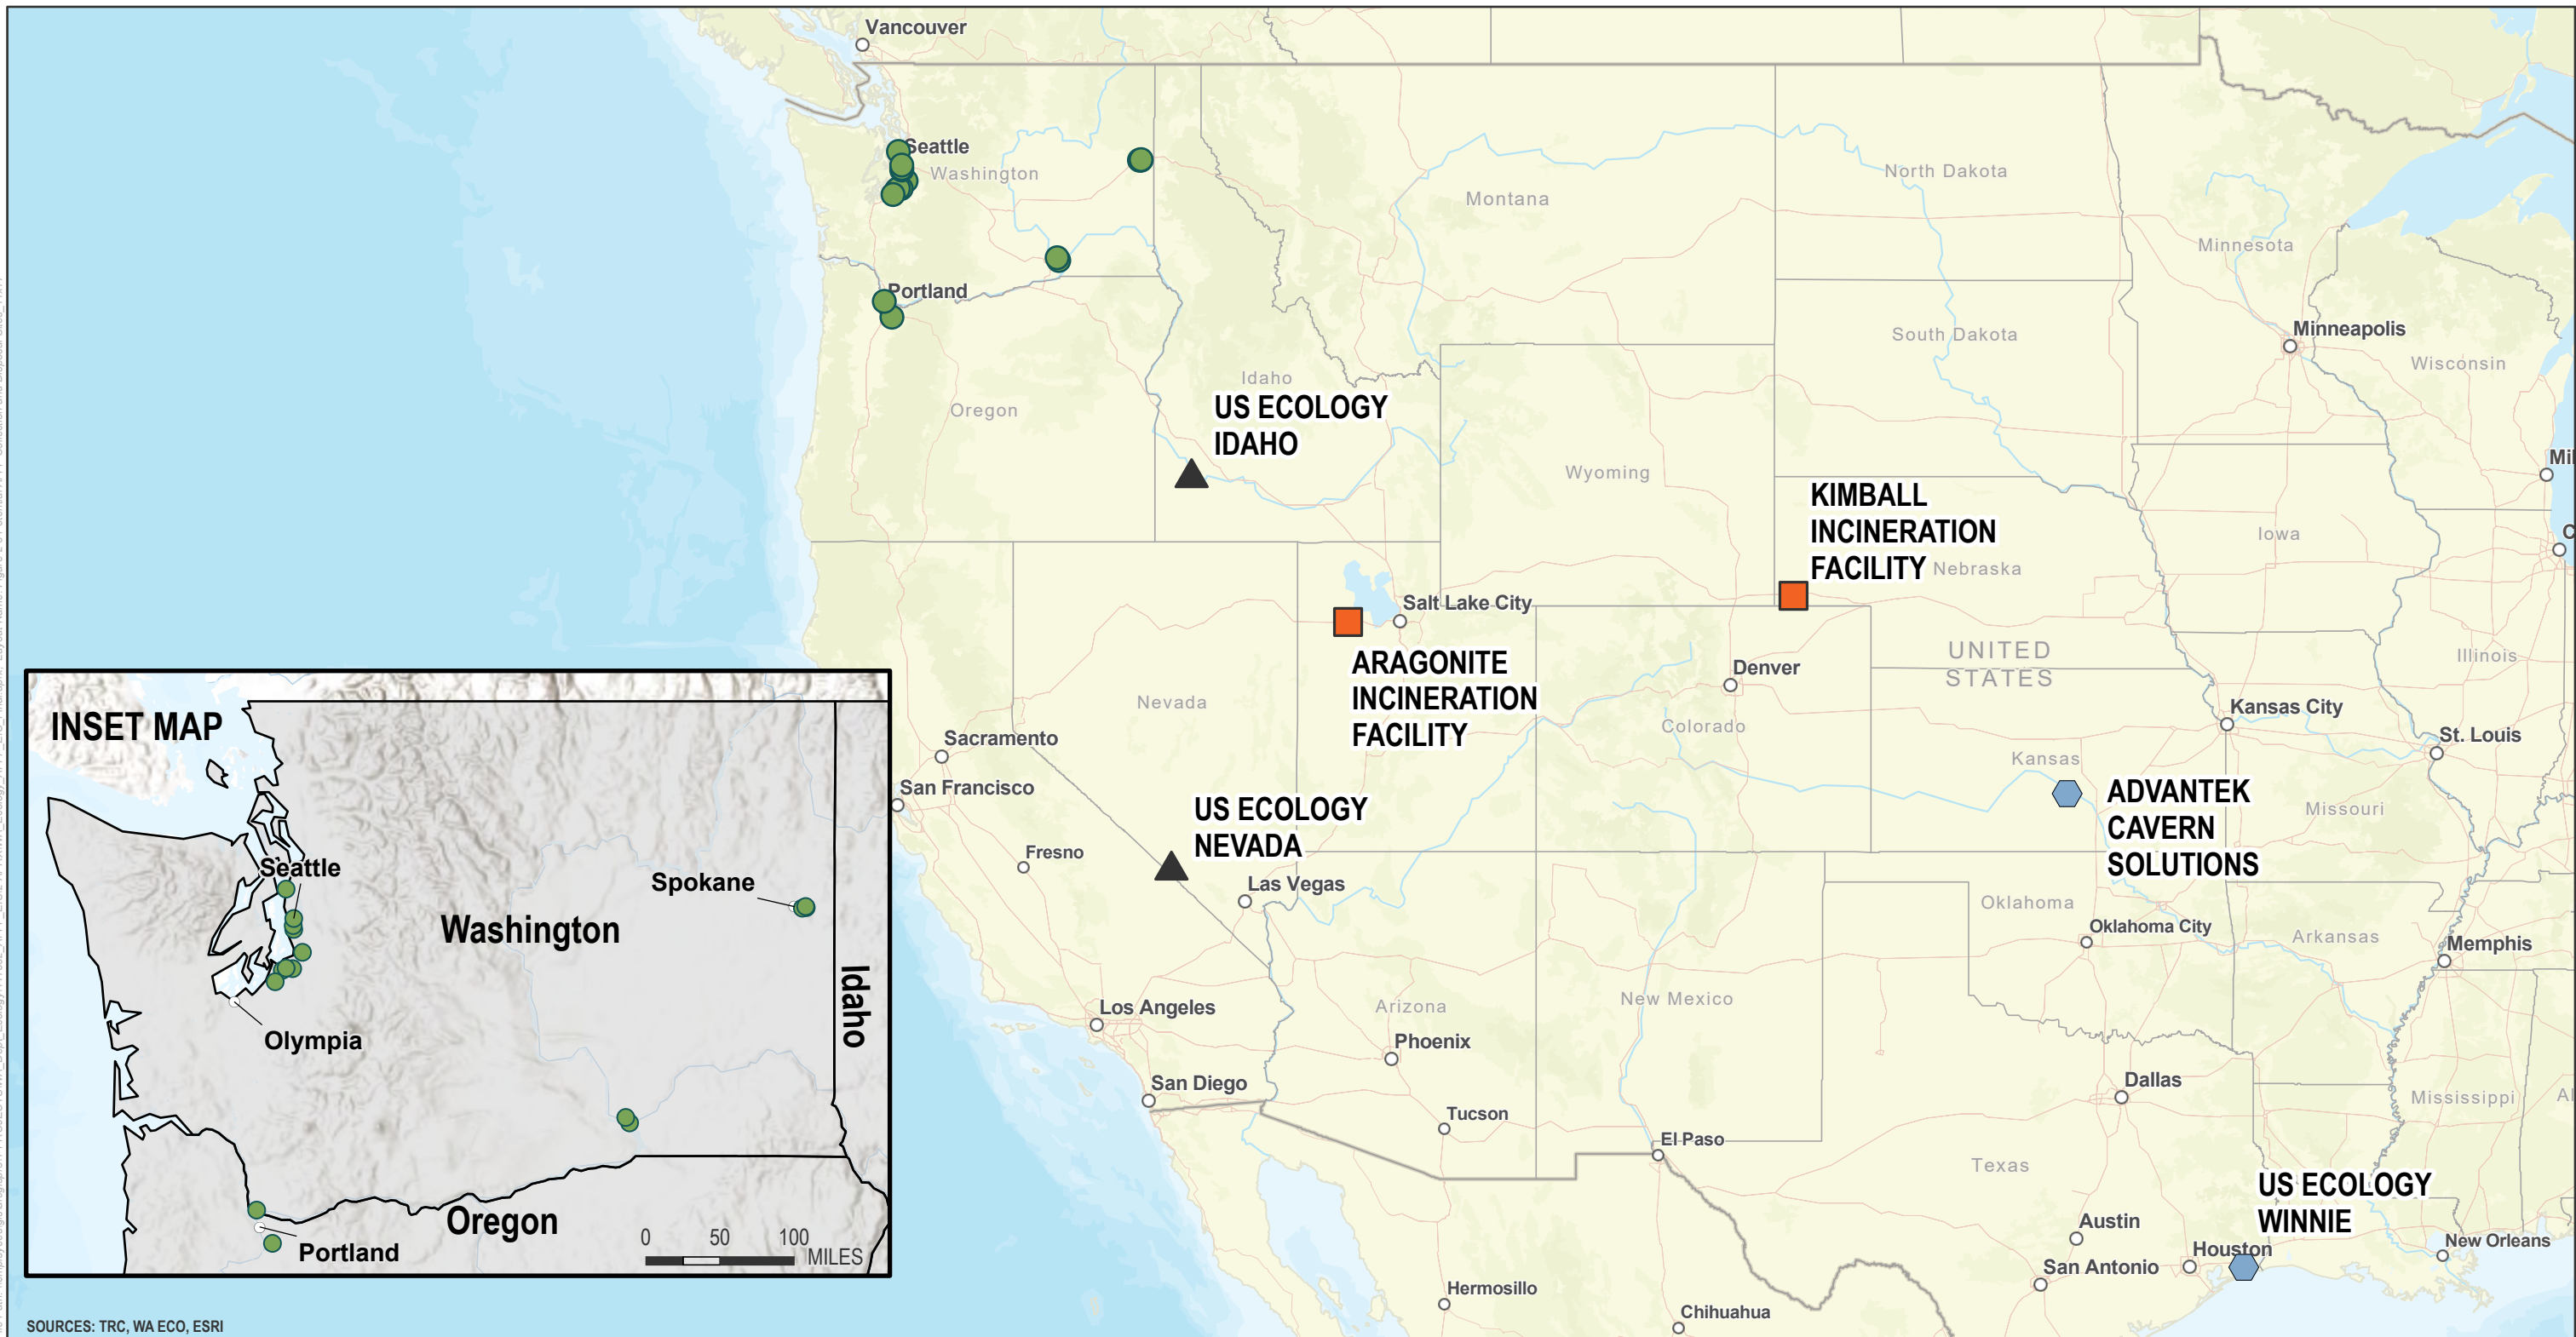 Vancouver
Seattle
Washington
Montana
North Dakota
Minnesota
Portland
South Dakota
Minneapolis
Wisconsin
Idaho
Oregon
US ECOLOGY
IDAHO
Wyoming
KIMBALL
INCINERATION
FACILITY
Nebraska
Iowa
Mil
C
Salt Lake City
ARAGONITE
INCINERATION
FACILITY
UNITED
STATES
Illinois
Denver
Nevada
Colorado
Kansas City
St. Louis
Sacramento
San Francisco
Kansas
ADVANTEK
CAVERN
SOLUTIONS
Missouri
US ECOLOGY
NEVADA
Fresno
Las Vegas
Oklahoma
Oklahoma City
Arkansas
Memphis
Los Angeles
Arizona
New Mexico
Phoenix
San Diego
Dallas
Mississippi
Al
Tucson
El Paso
Texas
US ECOLOGY
WINNIE
Austin
Houston
New Orleans
San Antonio
Hermosillo
Chihuahua
INSET MAP
Seattle
Spokane
Washington
Idaho
Olympia
Oregon
Portland
0 50 100
MILES
SOURCES: TRC, WA ECO, ESRI